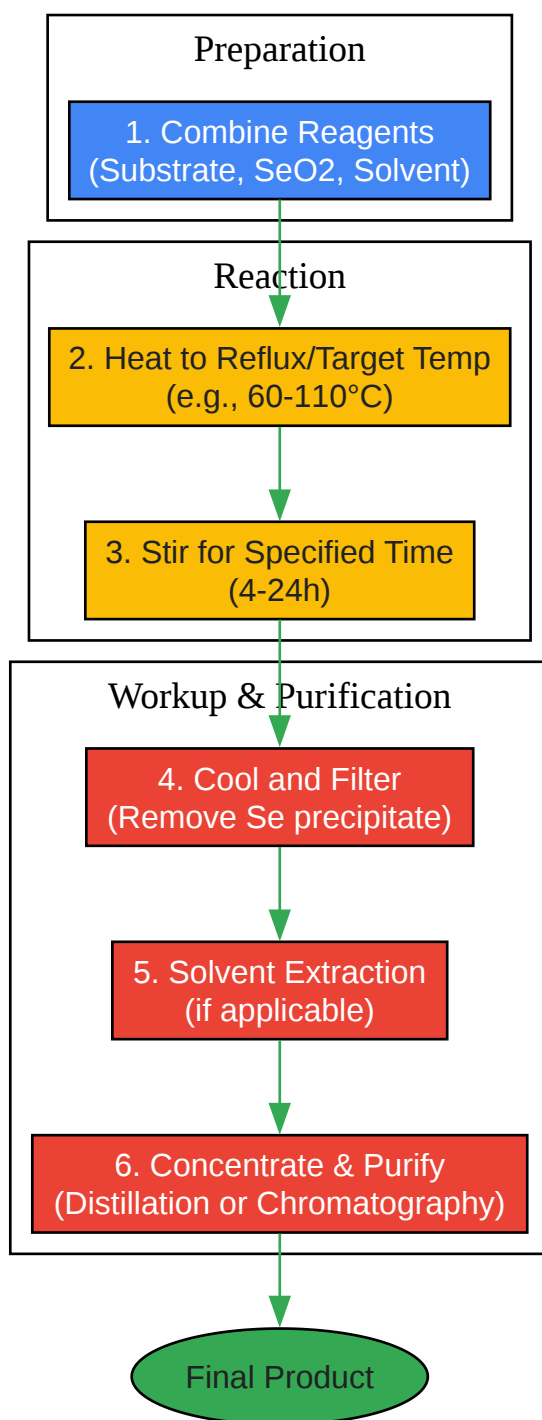 Preparation
1. Combine Reagents
(Substrate, SeO2, Solvent)
Reaction
2. Heat to Reflux/Target Temp
(e.g., 60-110°C)
3. Stir for Specified Time
(4-24h)
Workup & Purification
4. Cool and Filter
(Remove Se precipitate)
5. Solvent Extraction
(if applicable)
6. Concentrate & Purify
(Distillation or Chromatography)
Final Product